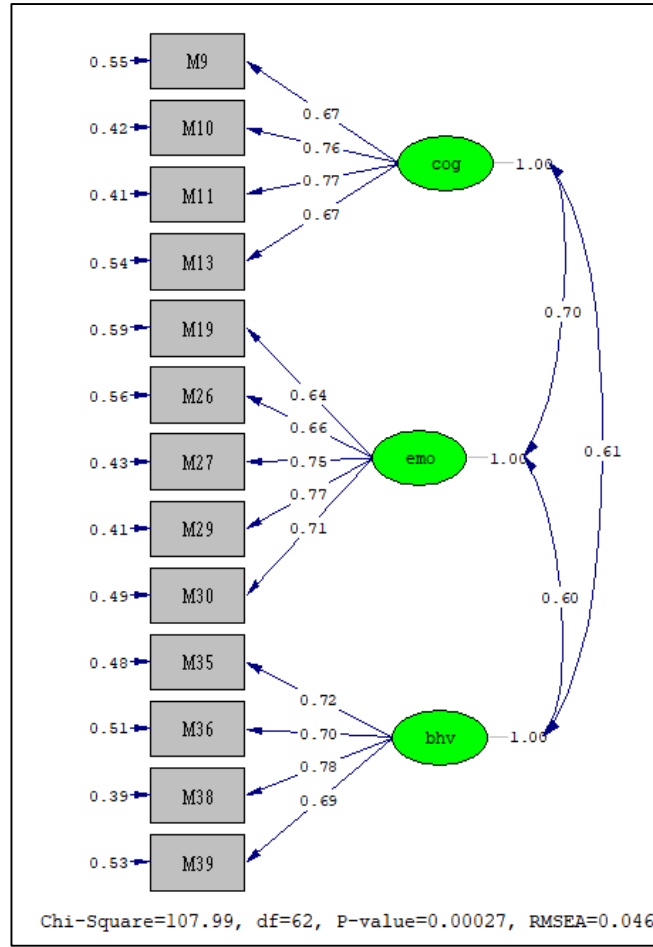 0.55 M9
0.67
0.42 M10
0.76
cog 1.00
0.41 M11
0.77
0.67
0.54 M13
0.70
0.59 M19
0.64
0.56 M26
0.66
0.61
0.43 M27
0.75
emo 1.00
0.77
0.41 M29
0.71
0.49 M30
0.60
0.48 M35
0.72
0.51 M36
0.70
bhv 1.00
0.78
0.39 M38
0.69
0.53 M39
Chi-Square=107.99, df=62, P-value=0.00027, RMSEA=0.046